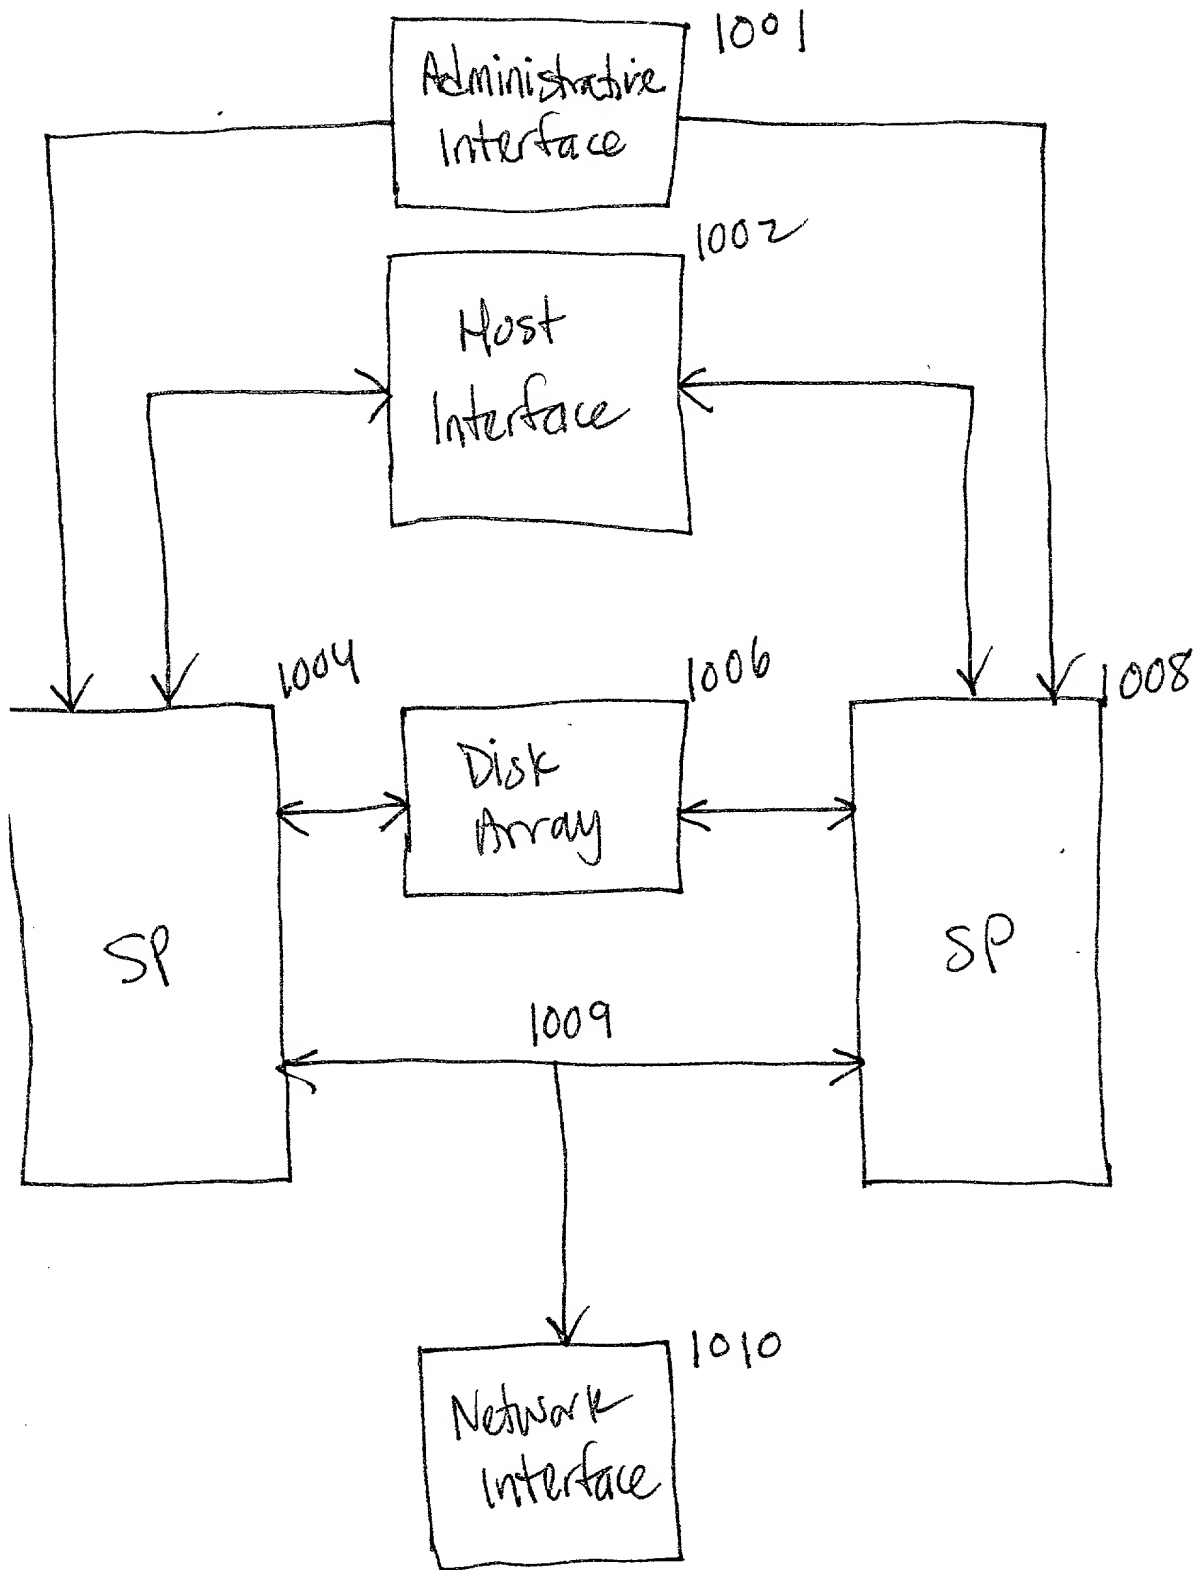 1001
Administrative
Interface
1002
Host
Interface
1004
1006
1008
Disk
Array
SP
SP
1009
1010
Network
Interface